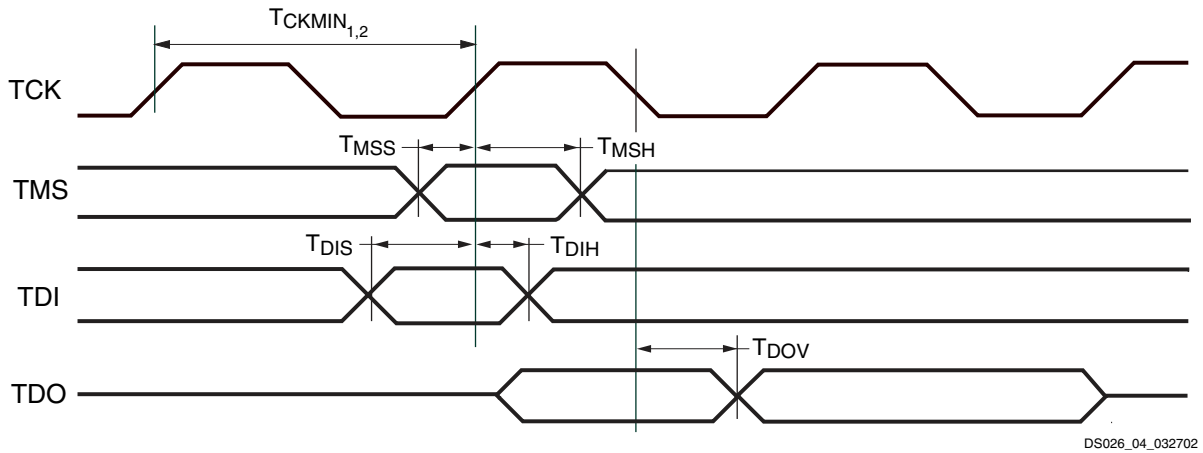 TCKMIN1,2
TCK
TMSS
TMSH
TMS
TDIS
TDIH
TDI
TDOV
TDO
DS026_04_032702